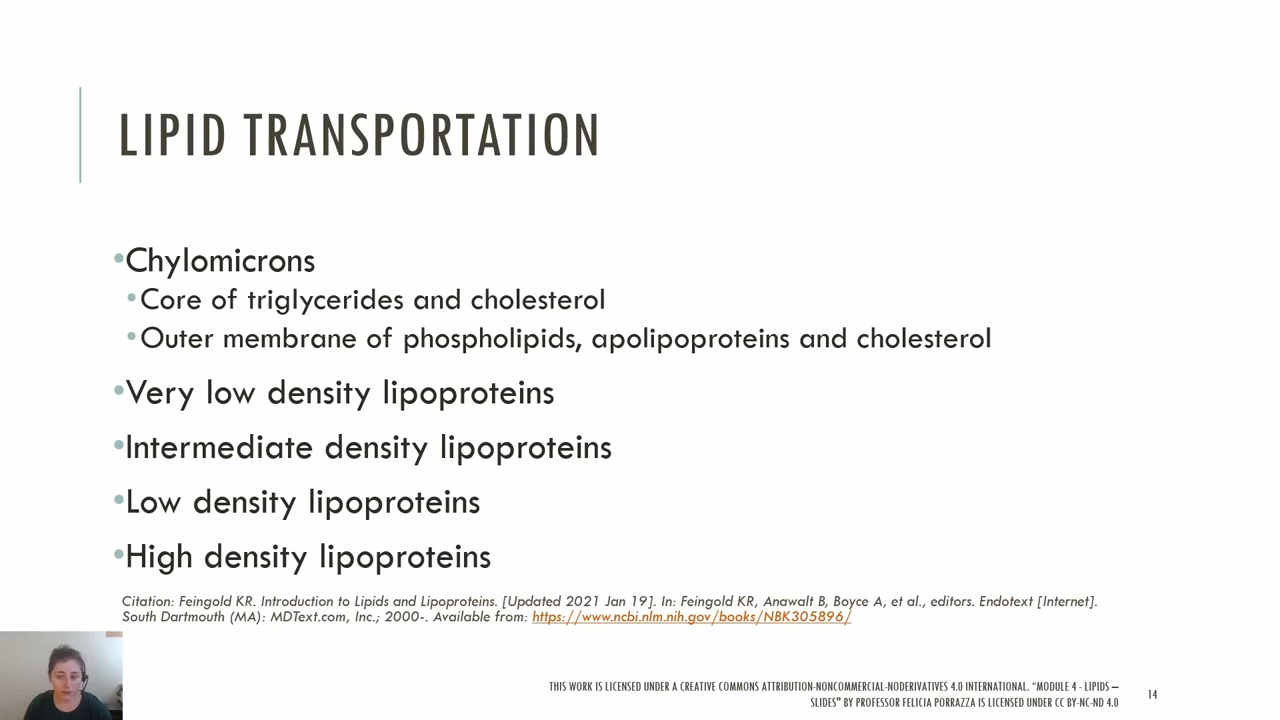 LIPID TRANSPORTATION
•Chylomicrons
•Core of triglycerides and cholesterol
•Outer membrane of phospholipids, apolipoproteins and cholesterol
•Very low density lipoproteins
•Intermediate density lipoproteins
•Low density lipoproteins
•High density lipoproteins
Citation: Feingold KR. Introduction to Lipids and Lipoproteins. [Updated 2021 Jan 19]. In: Feingold KR, Anawalt B, Boyce A, et al., editors. Endotext [Internet].
South Dartmouth (MA): MDText.com, Inc.; 2000-. Available from: https://www.ncbi.nlm.nih.gov/books/NBK305896/
THIS WORK IS LICENSED UNDER A CREATIVE COMMONS ATTRIBUTION-NONCOMMERCIAL-NODERIVATIVES 4.0 INTERNATIONAL. "MODULE 4 - LIPIDS –
SLIDES" BY PROFESSOR FELICIA PORRAZZA IS LICENSED UNDER CC BY-NC-ND 4.0
14